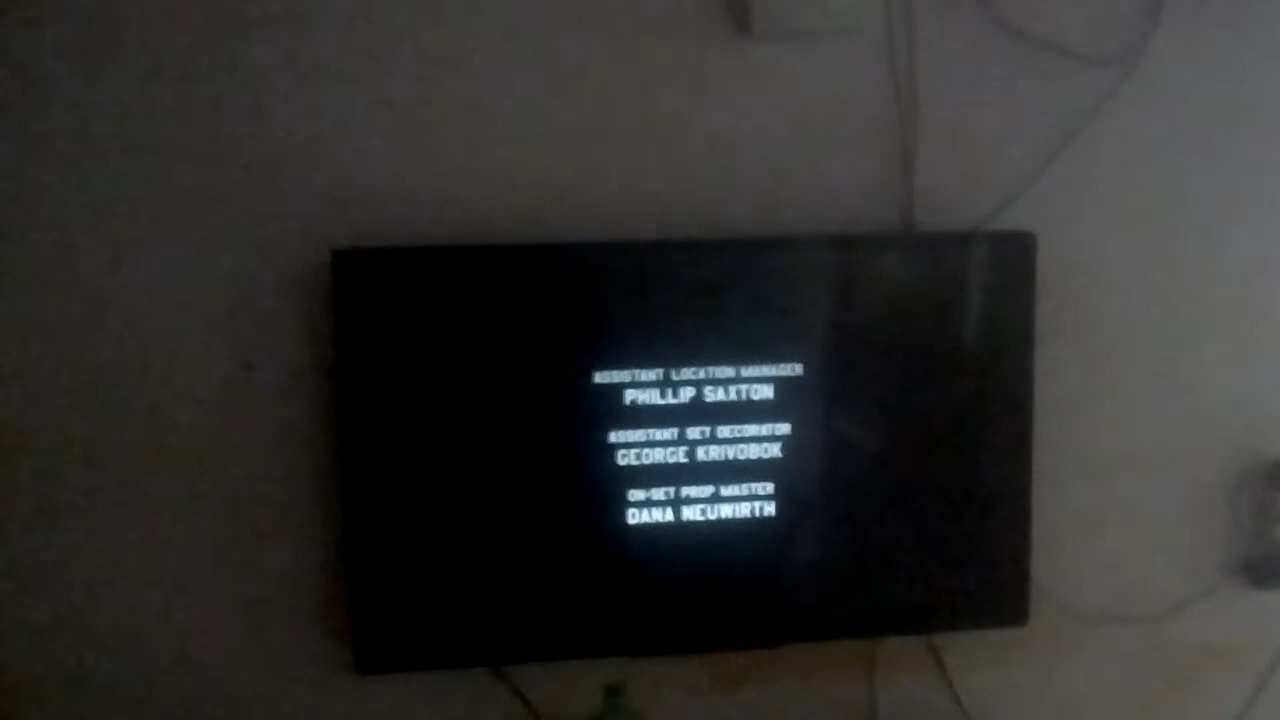 ASSISTANT LOCATION MANAGER
PHILLIP SAXTON
ASSISTANT SET DECORATOR
GEORGE KRIVOBOK
ON-SET PROP MASTER
DANA NEUWIRTH